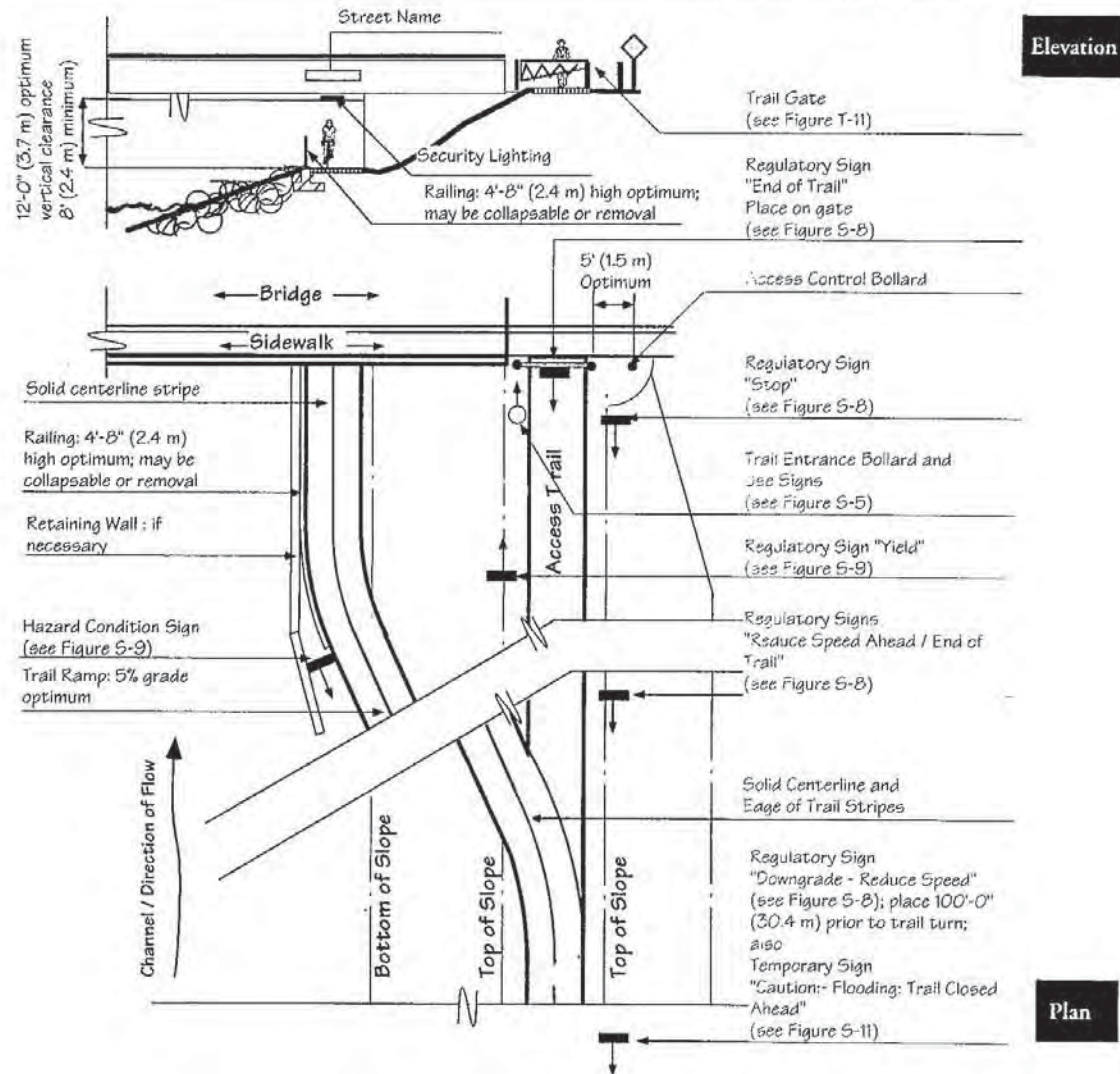 Street Name
Elevation
12'-0" (3.7 m) optimum
vertical clearance
8' (2.4 m) minimum)
Trail Gate
(see Figure T-11)
Security Lighting
Railing: 4'-8" (2.4 m) high optimum;
may be collapsable or removal
Regulatory Sign
"End of Trail"
Place on gate
(see Figure S-8)
5' (1.5 m)
Optimum
Access Control Bollard
Bridge
Sidewalk
Solid centerline stripe
Regulatory Sign
"Stop"
(see Figure S-8)
Railing: 4'-8" (2.4 m)
high optimum; may be
collapsable or removal
Trail Entrance Bollard and
Use Signs
(see Figure S-5)
Access Trail
Retaining Wall : if
necessary
Regulatory Sign "Yield"
(see Figure S-9)
Hazard Condition Sign
(see Figure S-9)
Regulatory Signs
"Reduce Speed Ahead / End of
Trail"
(see Figure S-8)
Trail Ramp: 5% grade
optimum
Channel / Direction of Flow
Bottom of Slope
Top of Slope
Top of Slope
Solid Centerline and
Edge of Trail Stripes
Regulatory Sign
"Downgrade - Reduce Speed"
(see Figure S-8); place 100'-0"
(30.4 m) prior to trail turn;
also
Temporary Sign
"Caution:- Flooding: Trail Closed
Ahead"
(see Figure S-11)
Plan